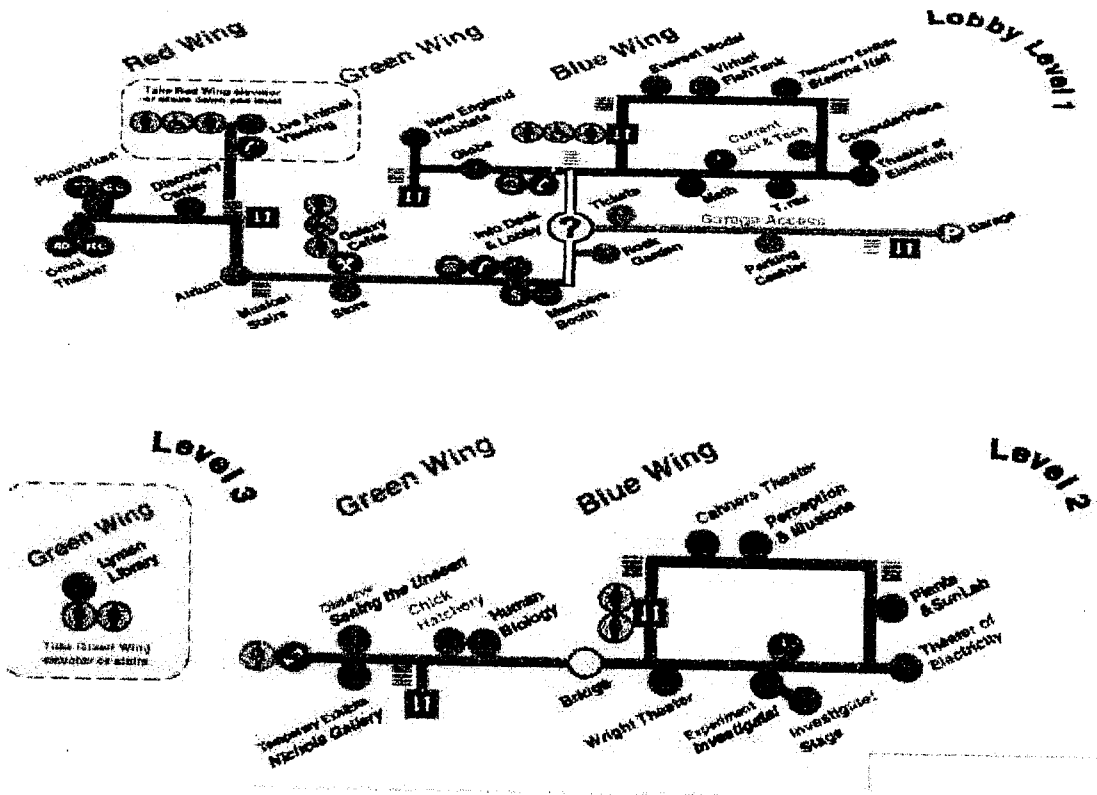 Red Wing
Green Wing
Blue Wing
Lobby Level 1
Take Red Wing elevator
or stairs down one level
Live Animal
Viewing
Discovery
Center
Omni
Theater
Atrium
Musical
Stairs
Store
Galaxy
Cafés
New England
Habitats
Globe
Info Desk
& Lobby
?
Members
Booth
Tickets
Rock
Garden
Garage Access
Parking
Cashier
P
Garage
Everest Model
Virtual
FishTank
Temporary Exhibits
Stearns Hall
Current
Sci & Tech
ComputerPlace
Theater of
Electricity
Math
T. rex
Level 3
Green Wing
Lyman
Library
Take Green Wing
elevator or stairs
Green Wing
Blue Wing
Level 2
Seeing the Unseen
Chick
Hatchery
Human
Biology
Temporary Exhibits
Nichols Gallery
Bridge
Cahners Theater
Perception
& Illusions
Plants
& SunLab
Theater of
Electricity
Wright Theater
Experiment
Investigate!
Investigate!
Stage